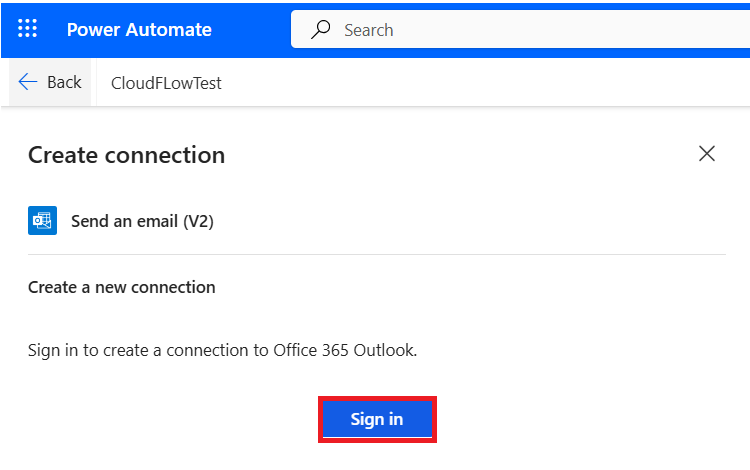 Power Automate
Search
Back
CloudFLowTest
Create connection
Send an email (V2)
Create a new connection
Sign in to create a connection to Office 365 Outlook.
Sign in